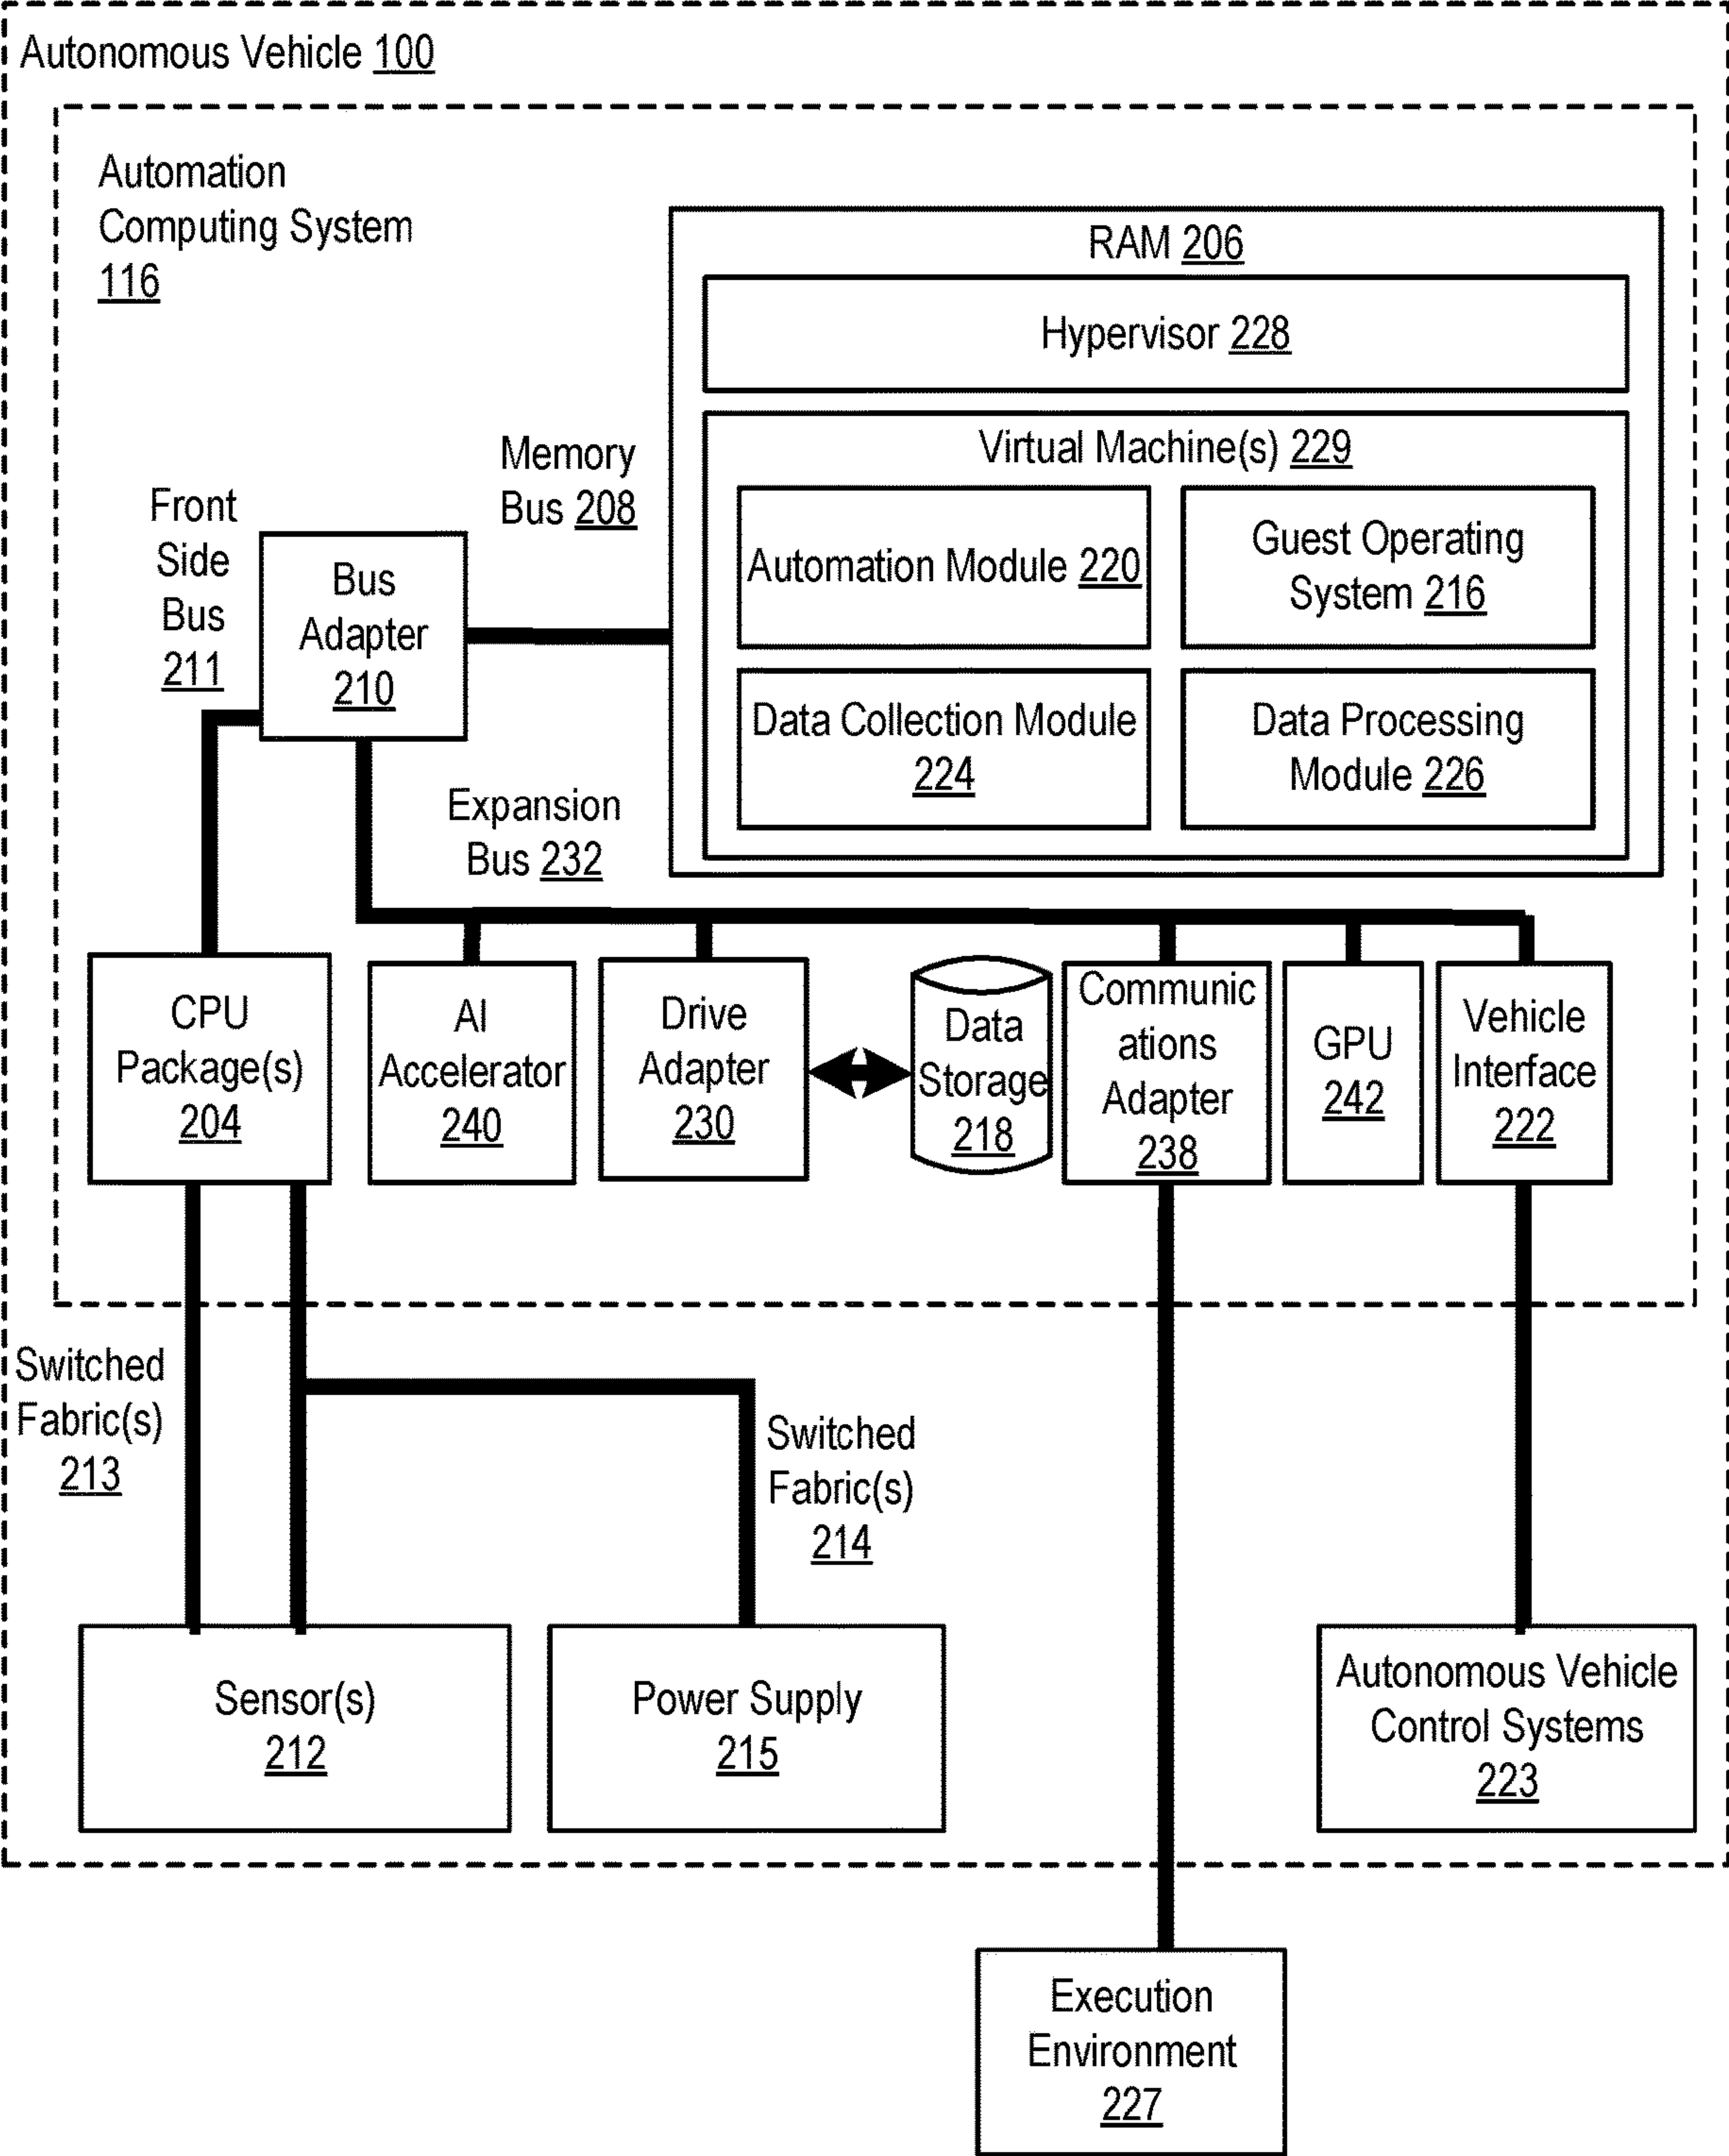 Autonomous Vehicle 100
Automation
Computing System
116
RAM 206
Hypervisor 228
Virtual Machine(s) 229
Automation Module 220
Guest Operating
System 216
Data Collection Module
224
Data Processing
Module 226
Memory
Bus 208
Front
Side
Bus
211
Bus
Adapter
210
Expansion
Bus 232
CPU
Package(s)
204
AI
Accelerator
240
Drive
Adapter
230
Data
Storage
218
Communic
ations
Adapter
238
GPU
242
Vehicle
Interface
222
Switched
Fabric(s)
213
Switched
Fabric(s)
214
Sensor(s)
212
Power Supply
215
Autonomous Vehicle
Control Systems
223
Execution
Environment
227